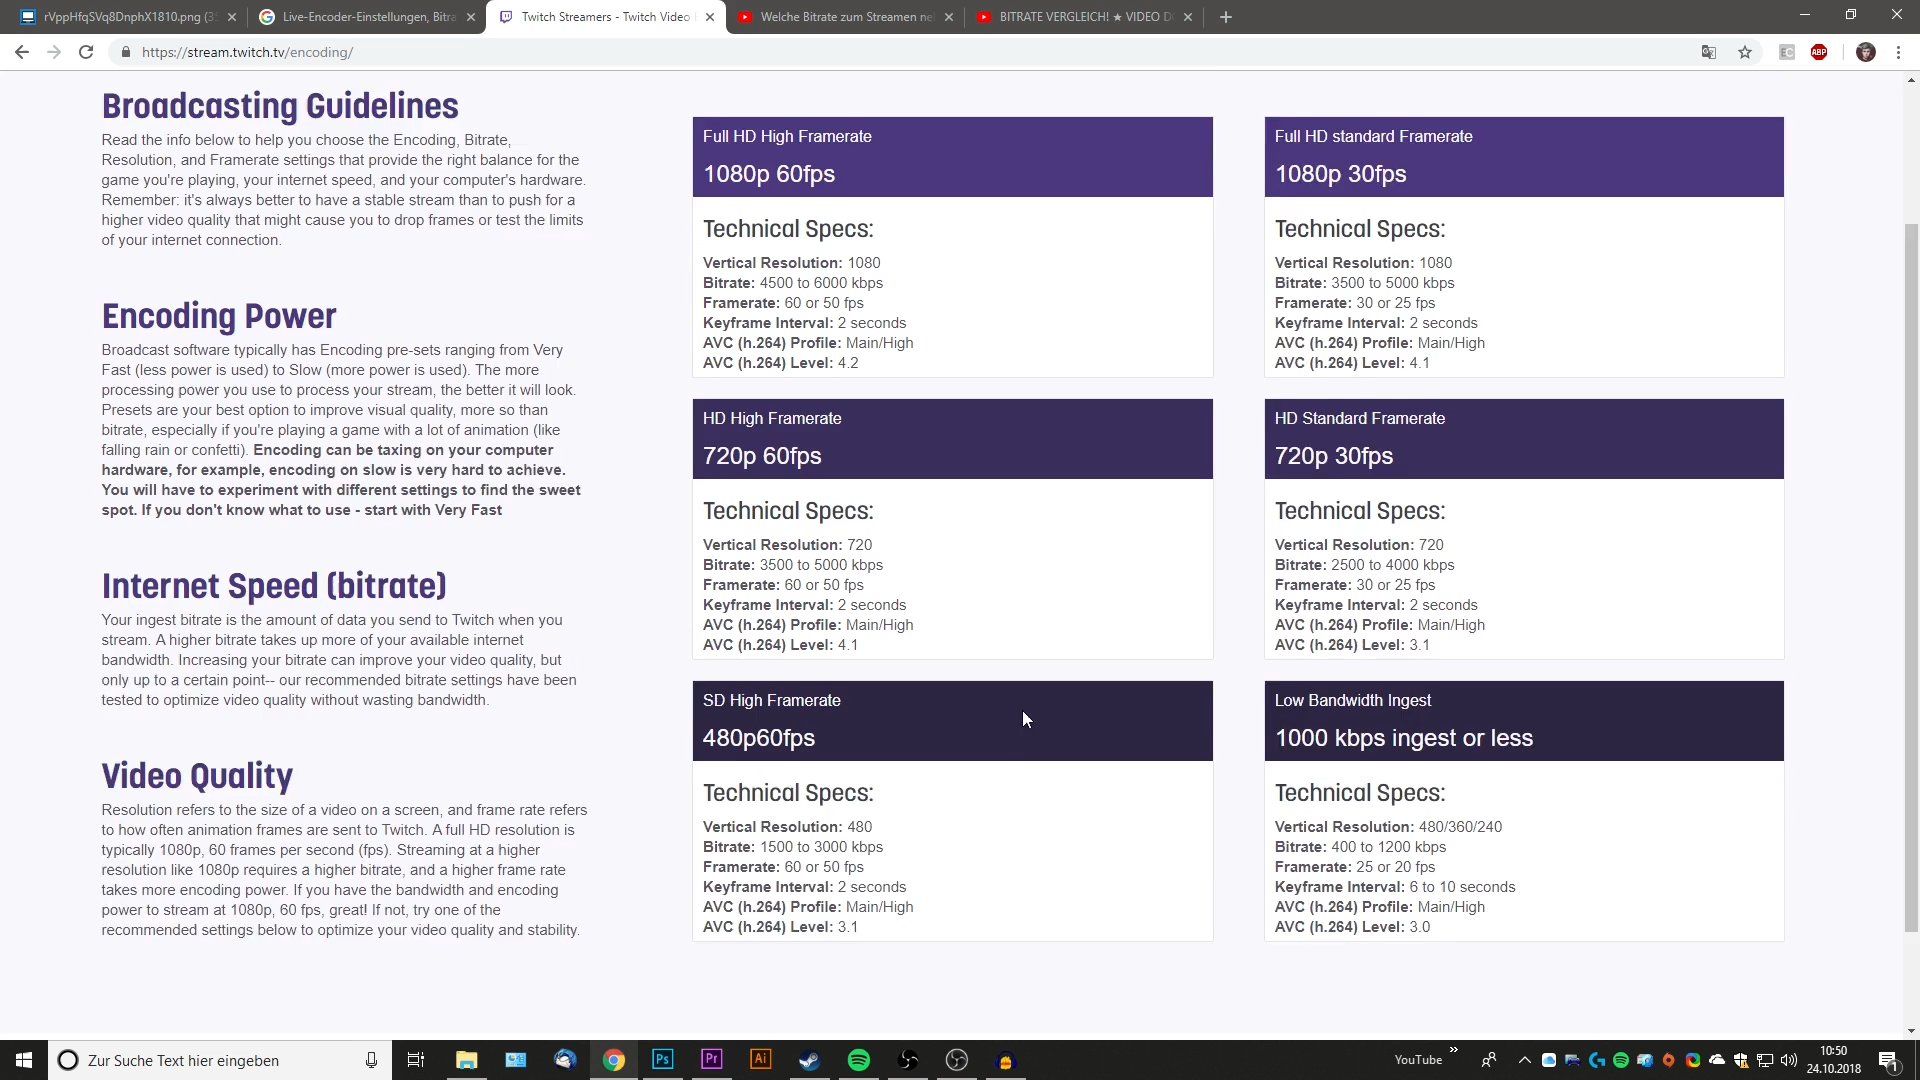 rVppHfqSVq8DnphX1810.png (3
Live-Encoder-Einstellungen, Bitra
Twitch Streamers - Twitch Video
Welche Bitrate zum Streamen ne
BITRATE VERGLEICH! ★ VIDEO D
https://stream.twitch.tv/encoding/
ABP
Broadcasting Guidelines
Read the info below to help you choose the Encoding, Bitrate,
Resolution, and Framerate settings that provide the right balance for the
game you're playing, your internet speed, and your computer's hardware.
Remember: it's always better to have a stable stream than to push for a
higher video quality that might cause you to drop frames or test the limits
of your internet connection.
Encoding Power
Broadcast software typically has Encoding pre-sets ranging from Very
Fast (less power is used) to Slow (more power is used). The more
processing power you use to process your stream, the better it will look.
Presets are your best option to improve visual quality, more so than
bitrate, especially if you're playing a game with a lot of animation (like
falling rain or confetti). Encoding can be taxing on your computer
hardware, for example, encoding on slow is very hard to achieve.
You will have to experiment with different settings to find the sweet
spot. If you don't know what to use - start with Very Fast
Internet Speed (bitrate)
Your ingest bitrate is the amount of data you send to Twitch when you
stream. A higher bitrate takes up more of your available internet
bandwidth. Increasing your bitrate can improve your video quality, but
only up to a certain point-- our recommended bitrate settings have been
tested to optimize video quality without wasting bandwidth.
Video Quality
Resolution refers to the size of a video on a screen, and frame rate refers
to how often animation frames are sent to Twitch. A full HD resolution is
typically 1080p, 60 frames per second (fps). Streaming at a higher
resolution like 1080p requires a higher bitrate, and a higher frame rate
takes more encoding power. If you have the bandwidth and encoding
power to stream at 1080p, 60 fps, great! If not, try one of the
recommended settings below to optimize your video quality and stability.
Full HD High Framerate
1080p 60fps
Technical Specs:
Vertical Resolution: 1080
Bitrate: 4500 to 6000 kbps
Framerate: 60 or 50 fps
Keyframe Interval: 2 seconds
AVC (h.264) Profile: Main/High
AVC (h.264) Level: 4.2
Full HD standard Framerate
1080p 30fps
Technical Specs:
Vertical Resolution: 1080
Bitrate: 3500 to 5000 kbps
Framerate: 30 or 25 fps
Keyframe Interval: 2 seconds
AVC (h.264) Profile: Main/High
AVC (h.264) Level: 4.1
HD High Framerate
720p 60fps
Technical Specs:
Vertical Resolution: 720
Bitrate: 3500 to 5000 kbps
Framerate: 60 or 50 fps
Keyframe Interval: 2 seconds
AVC (h.264) Profile: Main/High
AVC (h.264) Level: 4.1
HD Standard Framerate
720p 30fps
Technical Specs:
Vertical Resolution: 720
Bitrate: 2500 to 4000 kbps
Framerate: 30 or 25 fps
Keyframe Interval: 2 seconds
AVC (h.264) Profile: Main/High
AVC (h.264) Level: 3.1
SD High Framerate
480p60fps
Technical Specs:
Vertical Resolution: 480
Bitrate: 1500 to 3000 kbps
Framerate: 60 or 50 fps
Keyframe Interval: 2 seconds
AVC (h.264) Profile: Main/High
AVC (h.264) Level: 3.1
Low Bandwidth Ingest
1000 kbps ingest or less
Technical Specs:
Vertical Resolution: 480/360/240
Bitrate: 400 to 1200 kbps
Framerate: 25 or 20 fps
Keyframe Interval: 6 to 10 seconds
AVC (h.264) Profile: Main/High
AVC (h.264) Level: 3.0
Zur Suche Text hier eingeben
Ps
Pr
Ai
YouTube
10:50
24.10.2018
1